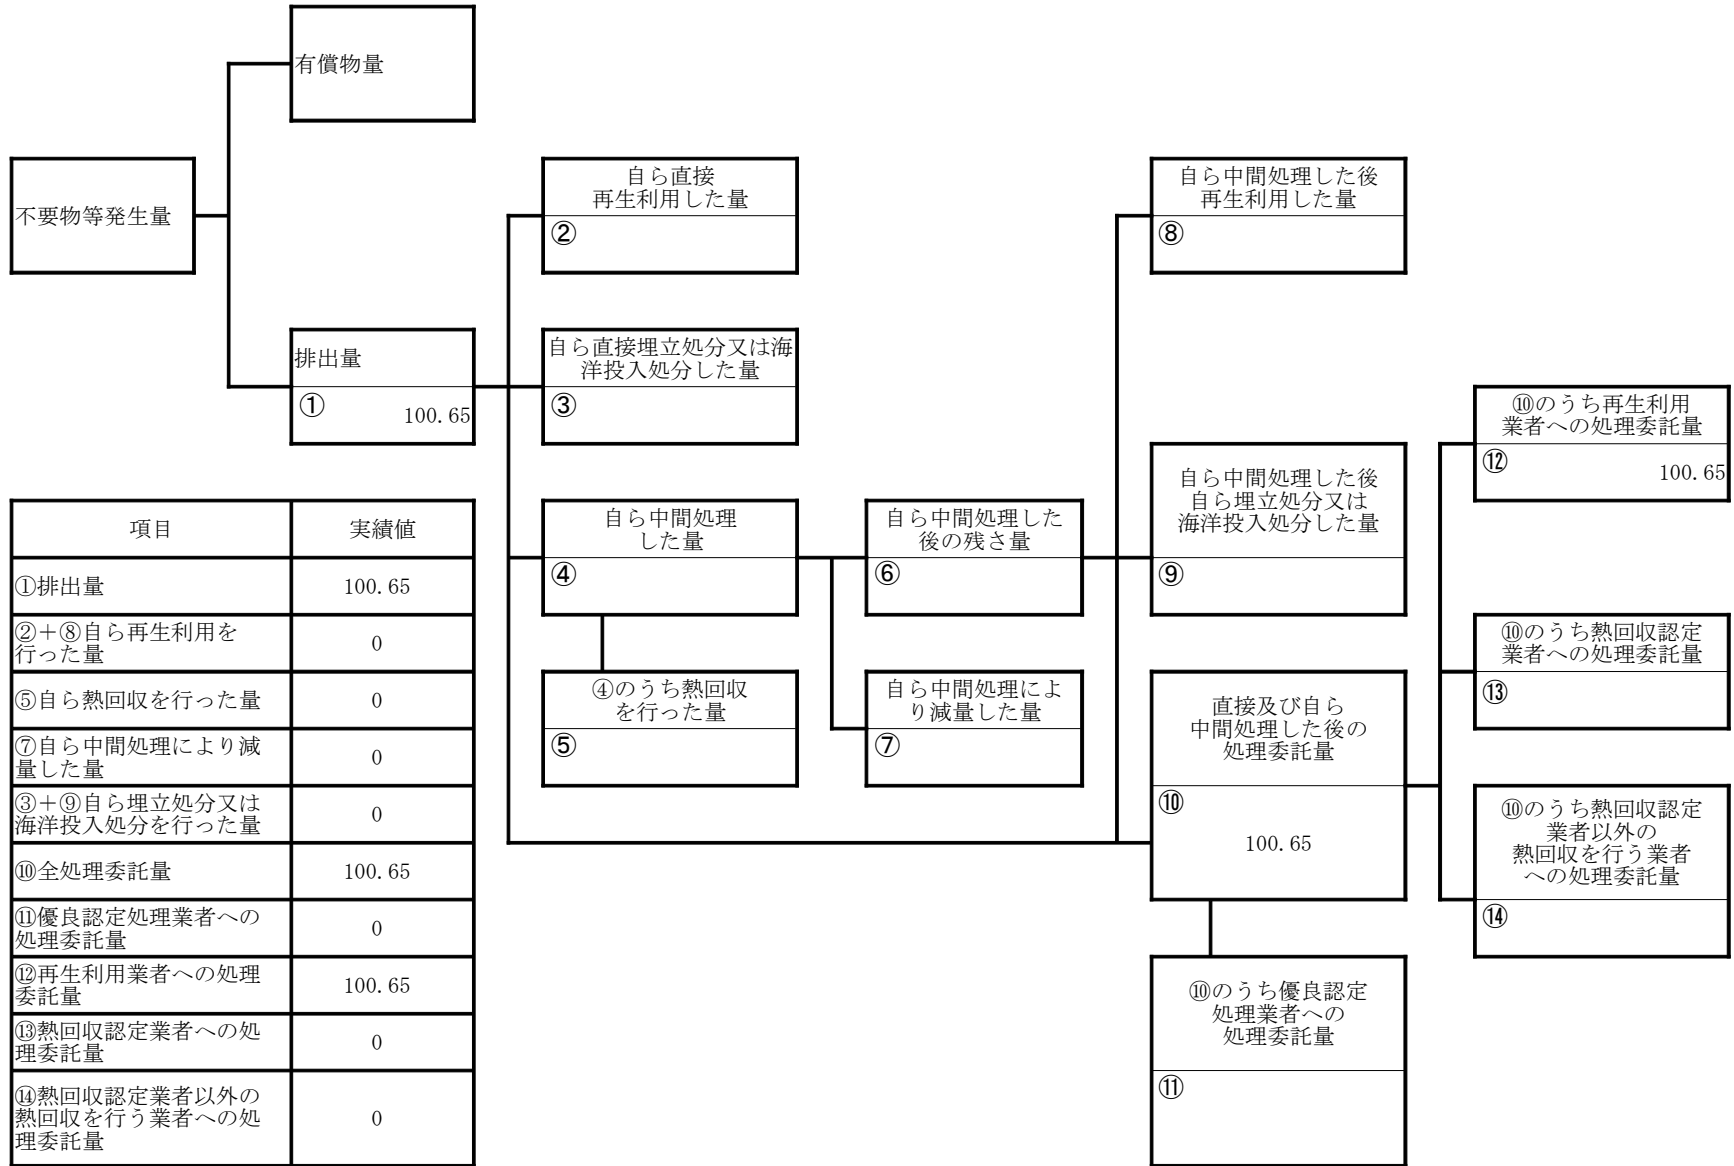 有償物量
不要物等発生量
自ら直接
再生利用した量
②
自ら中間処理した後
再生利用した量
⑧
排出量
①
100.65
自ら直接埋立処分又は海
洋投入処分した量
③
⑩のうち再生利用
業者への処理委託量
⑫
100.65
自ら中間処理した後
自ら埋立処分又は
海洋投入処分した量
⑨
自ら中間処理
した量
④
自ら中間処理した
後の残さ量
⑥
⑩のうち熱回収認定
業者への処理委託量
⑬
④のうち熱回収
を行った量
⑤
自ら中間処理によ
り減量した量
⑦
直接及び自ら
中間処理した後の
処理委託量
⑩
100.65
⑩のうち熱回収認定
業者以外の
熱回収を行う業者
への処理委託量
⑭
⑩のうち優良認定
処理業者への
処理委託量
⑪
項目 実績値
①排出量 100.65
②＋⑧自ら再生利用を
行った量 0
⑤自ら熱回収を行った量 0
⑦自ら中間処理により減
量した量 0
③＋⑨自ら埋立処分又は
海洋投入処分を行った量 0
⑩全処理委託量 100.65
⑪優良認定処理業者への
処理委託量 0
⑫再生利用業者への処理
委託量 100.65
⑬熱回収認定業者への処
理委託量 0
⑭熱回収認定業者以外の
熱回収を行う業者への処
理委託量 0